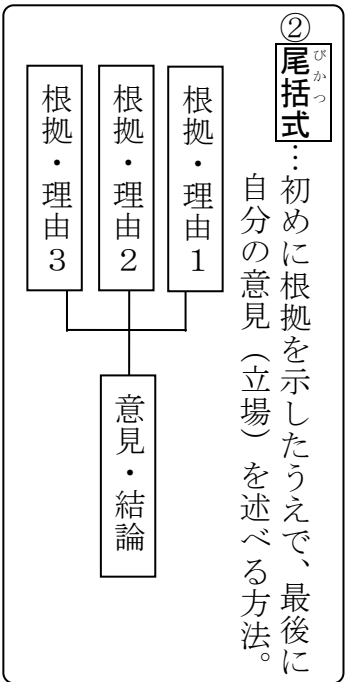 ②尾括式…初めに根拠を示したうえで、最後に
びかつ
自分の意見（立場）を述べる方法。
根拠・理由１
根拠・理由２
根拠・理由３
意見・結論